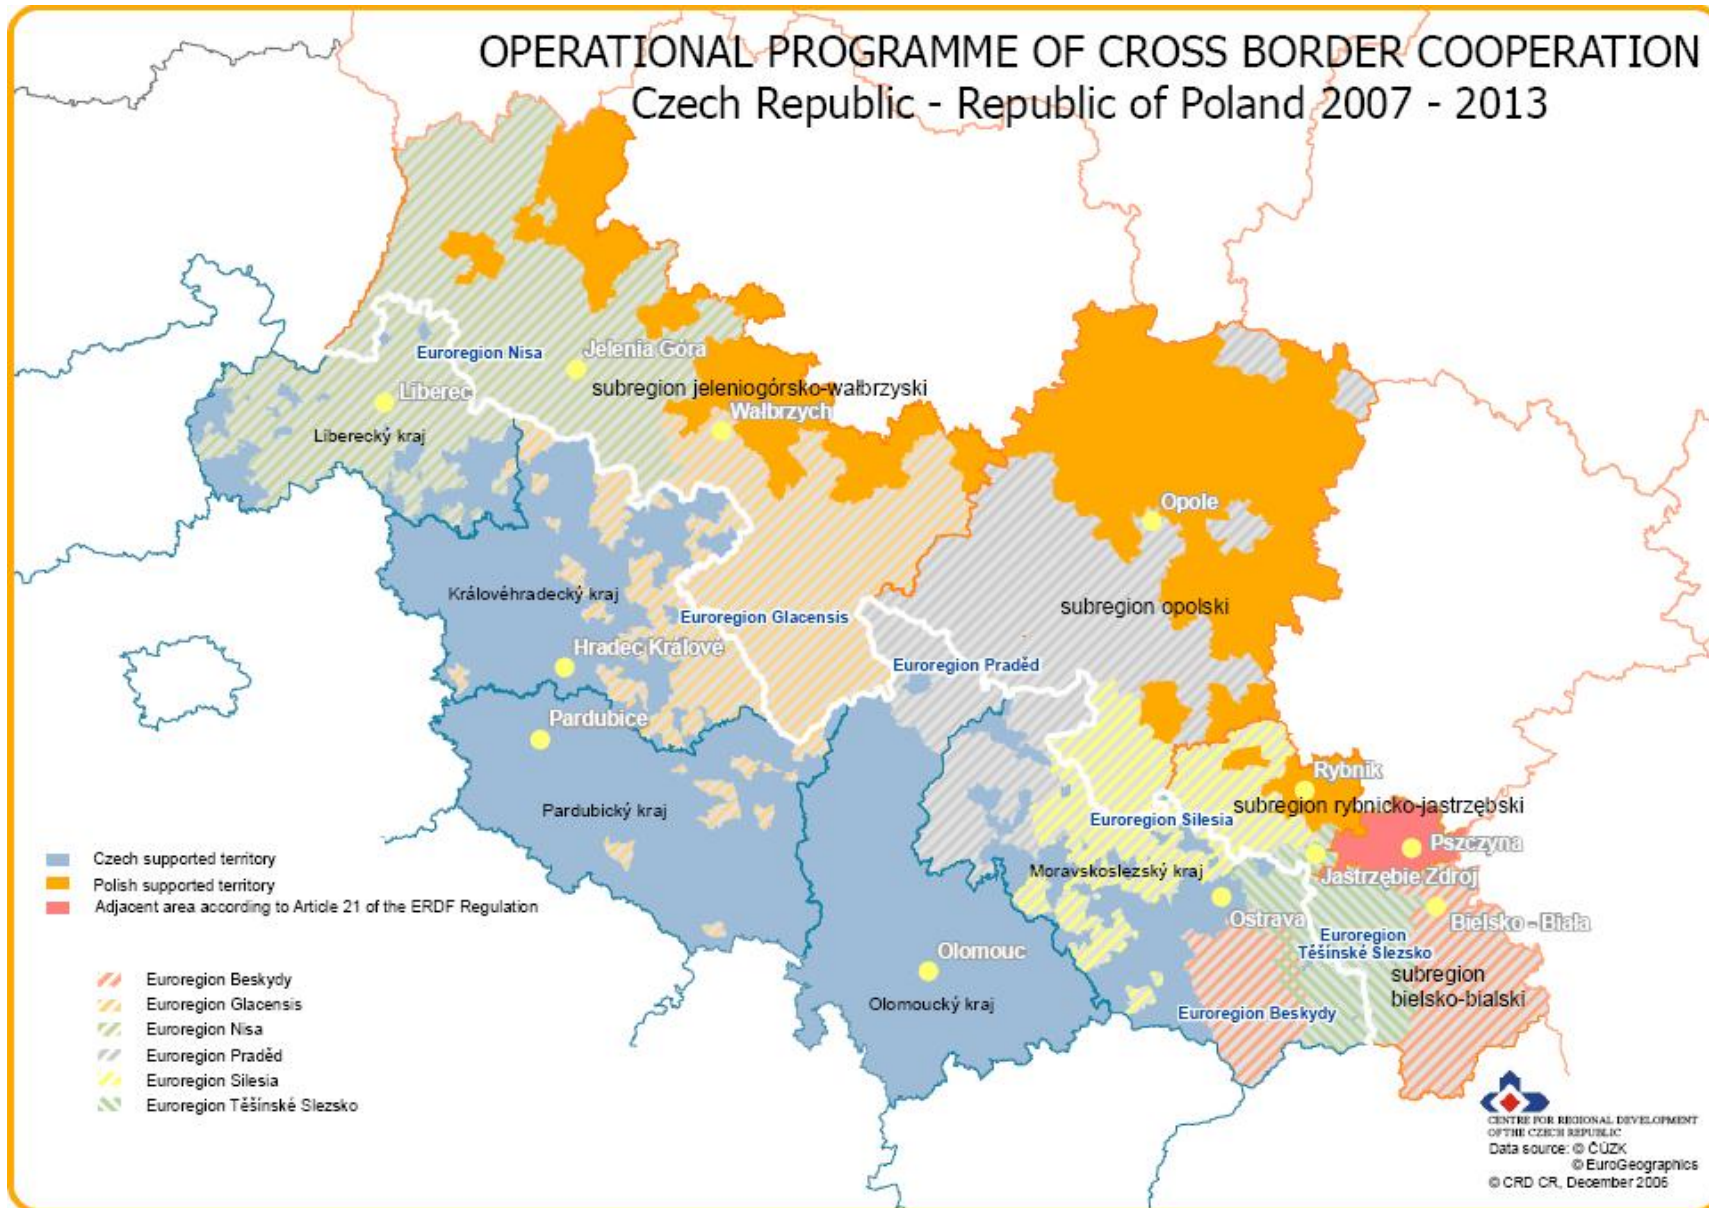 OPERATIONAL PROGRAMME OF CROSS BORDER COOPERATION
Czech Republic - Republic of Poland 2007 - 2013
Euroregion Nisa
Jelenia Góra
subregion jeleniogórsko-wałbrzyski
Liberec
Wałbrzych
Liberecký kraj
Opole
Královéhradecký kraj
subregion opolski
Euroregion Glacensis
Hradec Králové
Euroregion Praděd
Pardubice
Rybnik
subregion rybnicko-jastrzębski
Pardubický kraj
Euroregion Silesia
Pszczyna
Moravskoslezský kraj
Jastrzębie Zdroj
Ostrava
Bielsko - Biała
Euroregion
Těšínské Slezsko
Olomouc
subregion
bielsko-bialski
Olomoucký kraj
Euroregion Beskydy
Czech supported territory
Polish supported territory
Adjacent area according to Article 21 of the ERDF Regulation
Euroregion Beskydy
Euroregion Glacensis
Euroregion Nisa
Euroregion Praděd
Euroregion Silesia
Euroregion Těšínské Slezsko
CENTRE FOR REGIONAL DEVELOPMENT
OF THE CZECH REPUBLIC
Data source: © ČÚZK
© EuroGeographics
© CRD CR, December 2006